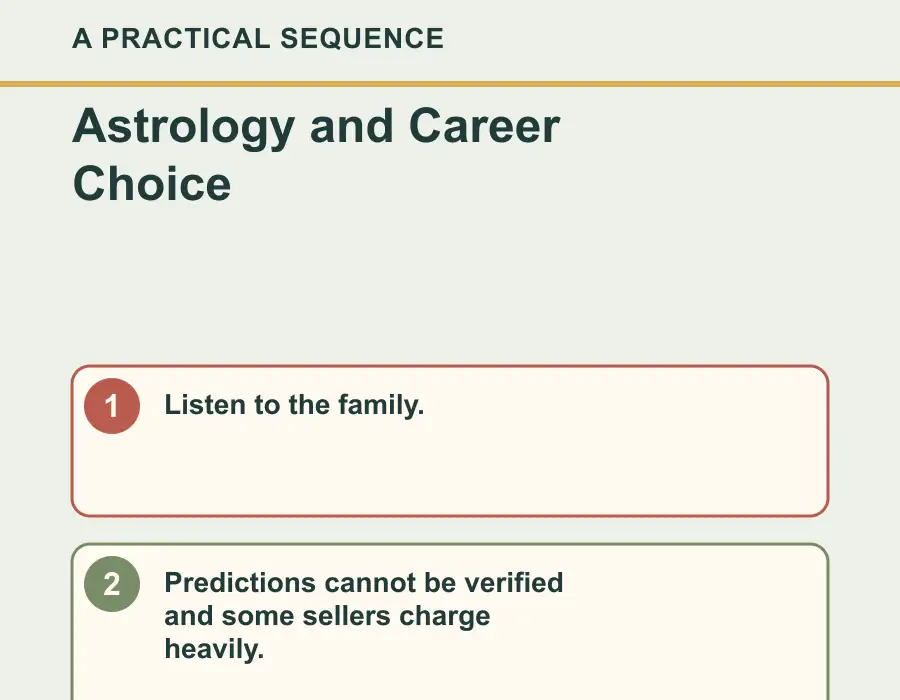 A PRACTICAL SEQUENCE
Astrology and Career
Choice
1
Listen to the family.
2
Predictions cannot be verified
and some sellers charge
heavily.